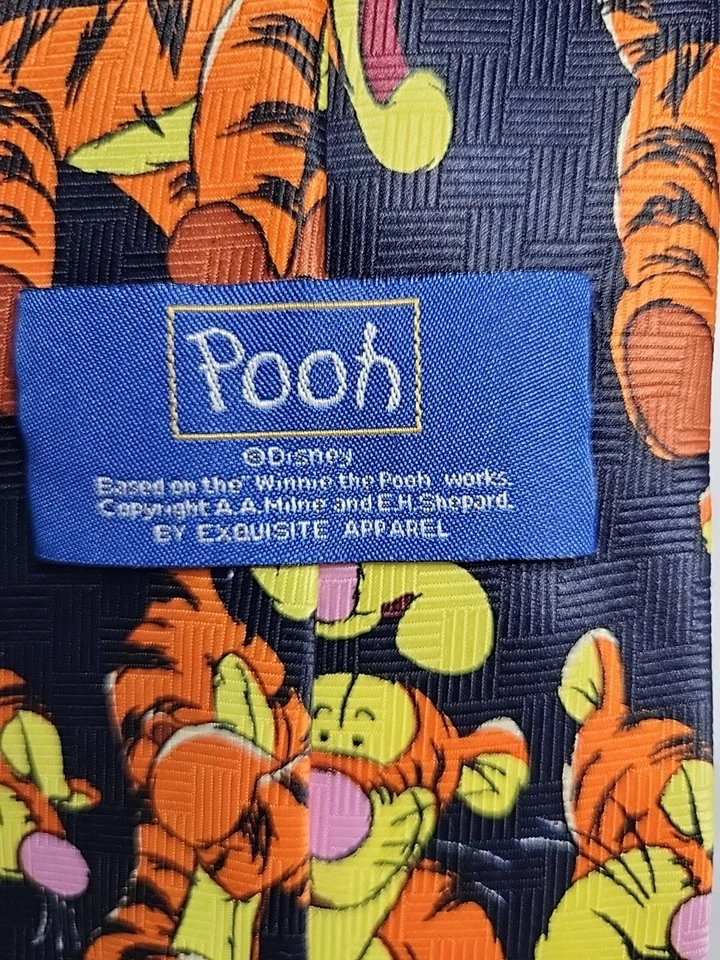 Pooh
©Disney
Based on the "Winnie the Pooh" works.
Copyright A.A.Milne and E.H.Shepard.
BY EXQUISITE APPAREL